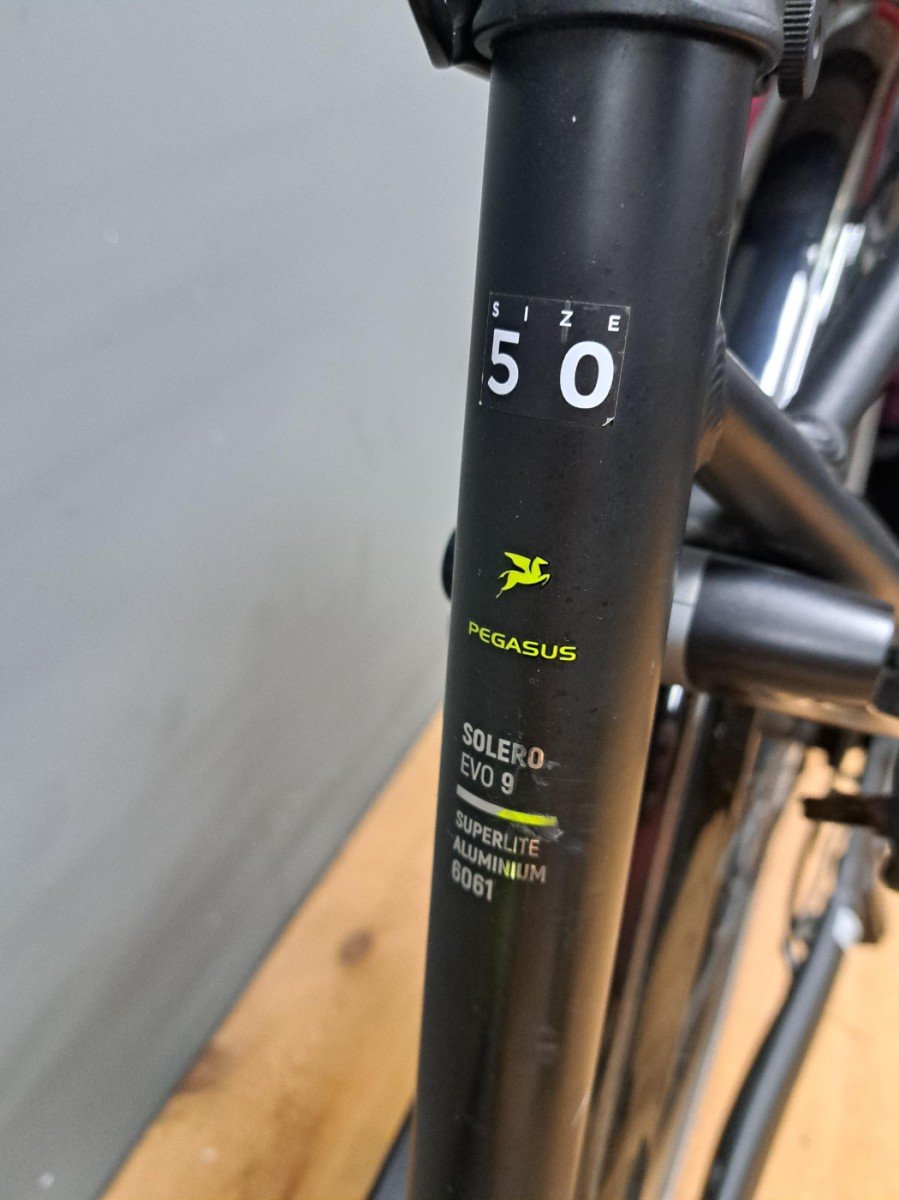 SIZE
50
PEGASUS
SOLERO
EVO 9
SUPERLITE
ALUMINIUM
6061